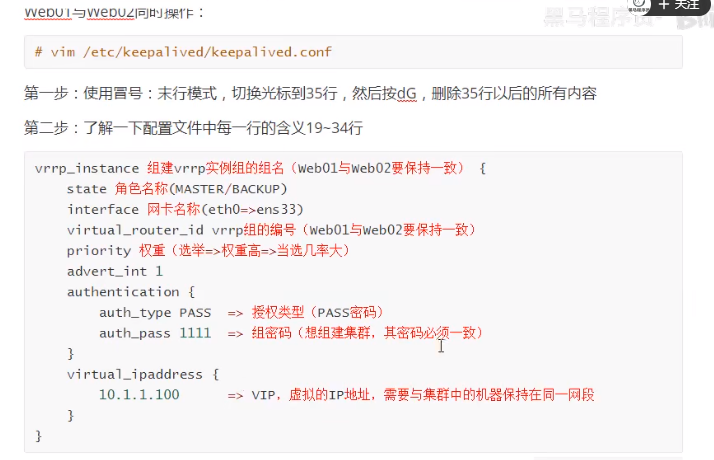 黑马程序员
+ 关注
Web01与Web02同时操作：
# vim /etc/keepalived/keepalived.conf
第一步：使用冒号：末行模式，切换光标到35行，然后按dG，删除35行以后的所有内容
第二步：了解一下配置文件中每一行的含义19~34行
vrrp_instance 组建vrrp实例组的组名（Web01与Web02要保持一致） {
state 角色名称(MASTER/BACKUP)
interface 网卡名称(eth0=>ens33)
virtual_router_id vrrp组的编号（Web01与Web02要保持一致）
priority 权重（选举=>权重高=>当选几率大）
advert_int 1
authentication {
auth_type PASS => 授权类型（PASS密码）
auth_pass 1111 => 组密码（想组建集群，其密码必须一致）
}
virtual_ipaddress {
10.1.1.100 => VIP，虚拟的IP地址，需要与集群中的机器保持在同一网段
}
}